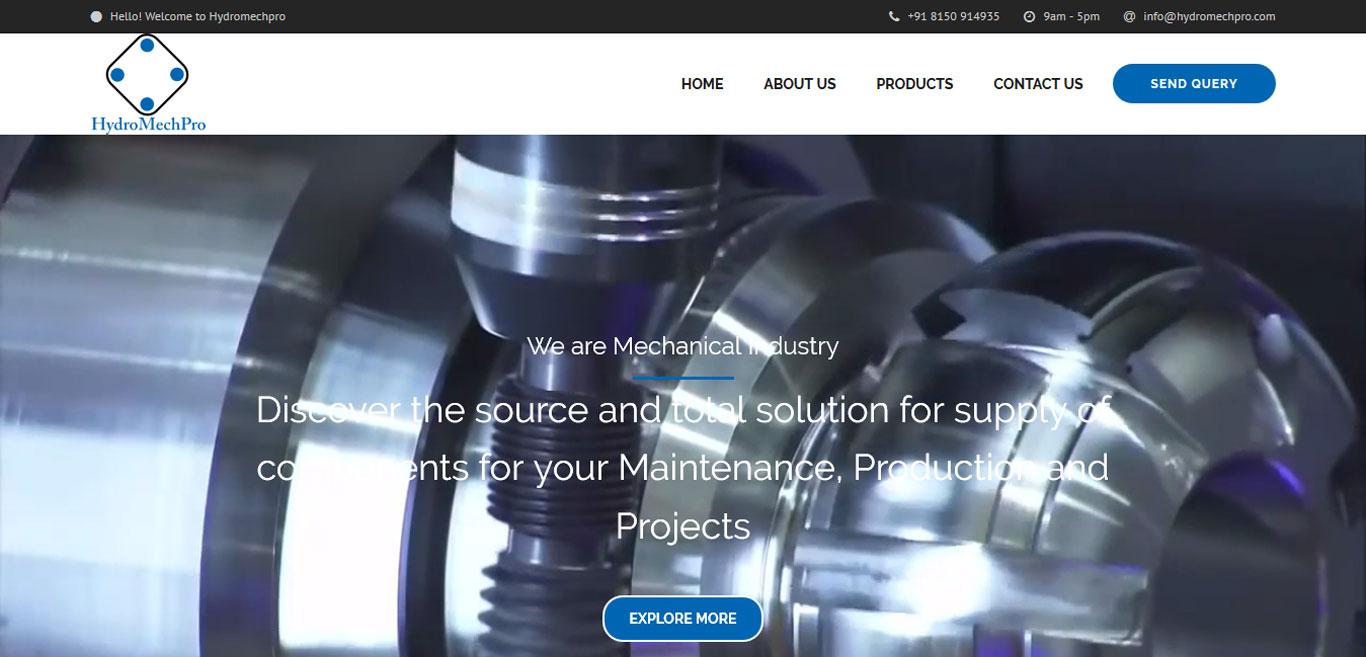 Hello! Welcome to Hydromechpro
+91 8150 914935
9am - 5pm
info@hydromechpro.com
HydroMechPro
HOME
ABOUT US
PRODUCTS
CONTACT US
SEND QUERY
We are Mechanical Industry
Discover the source and total solution for supply of
components for your Maintenance, Production and
Projects
EXPLORE MORE